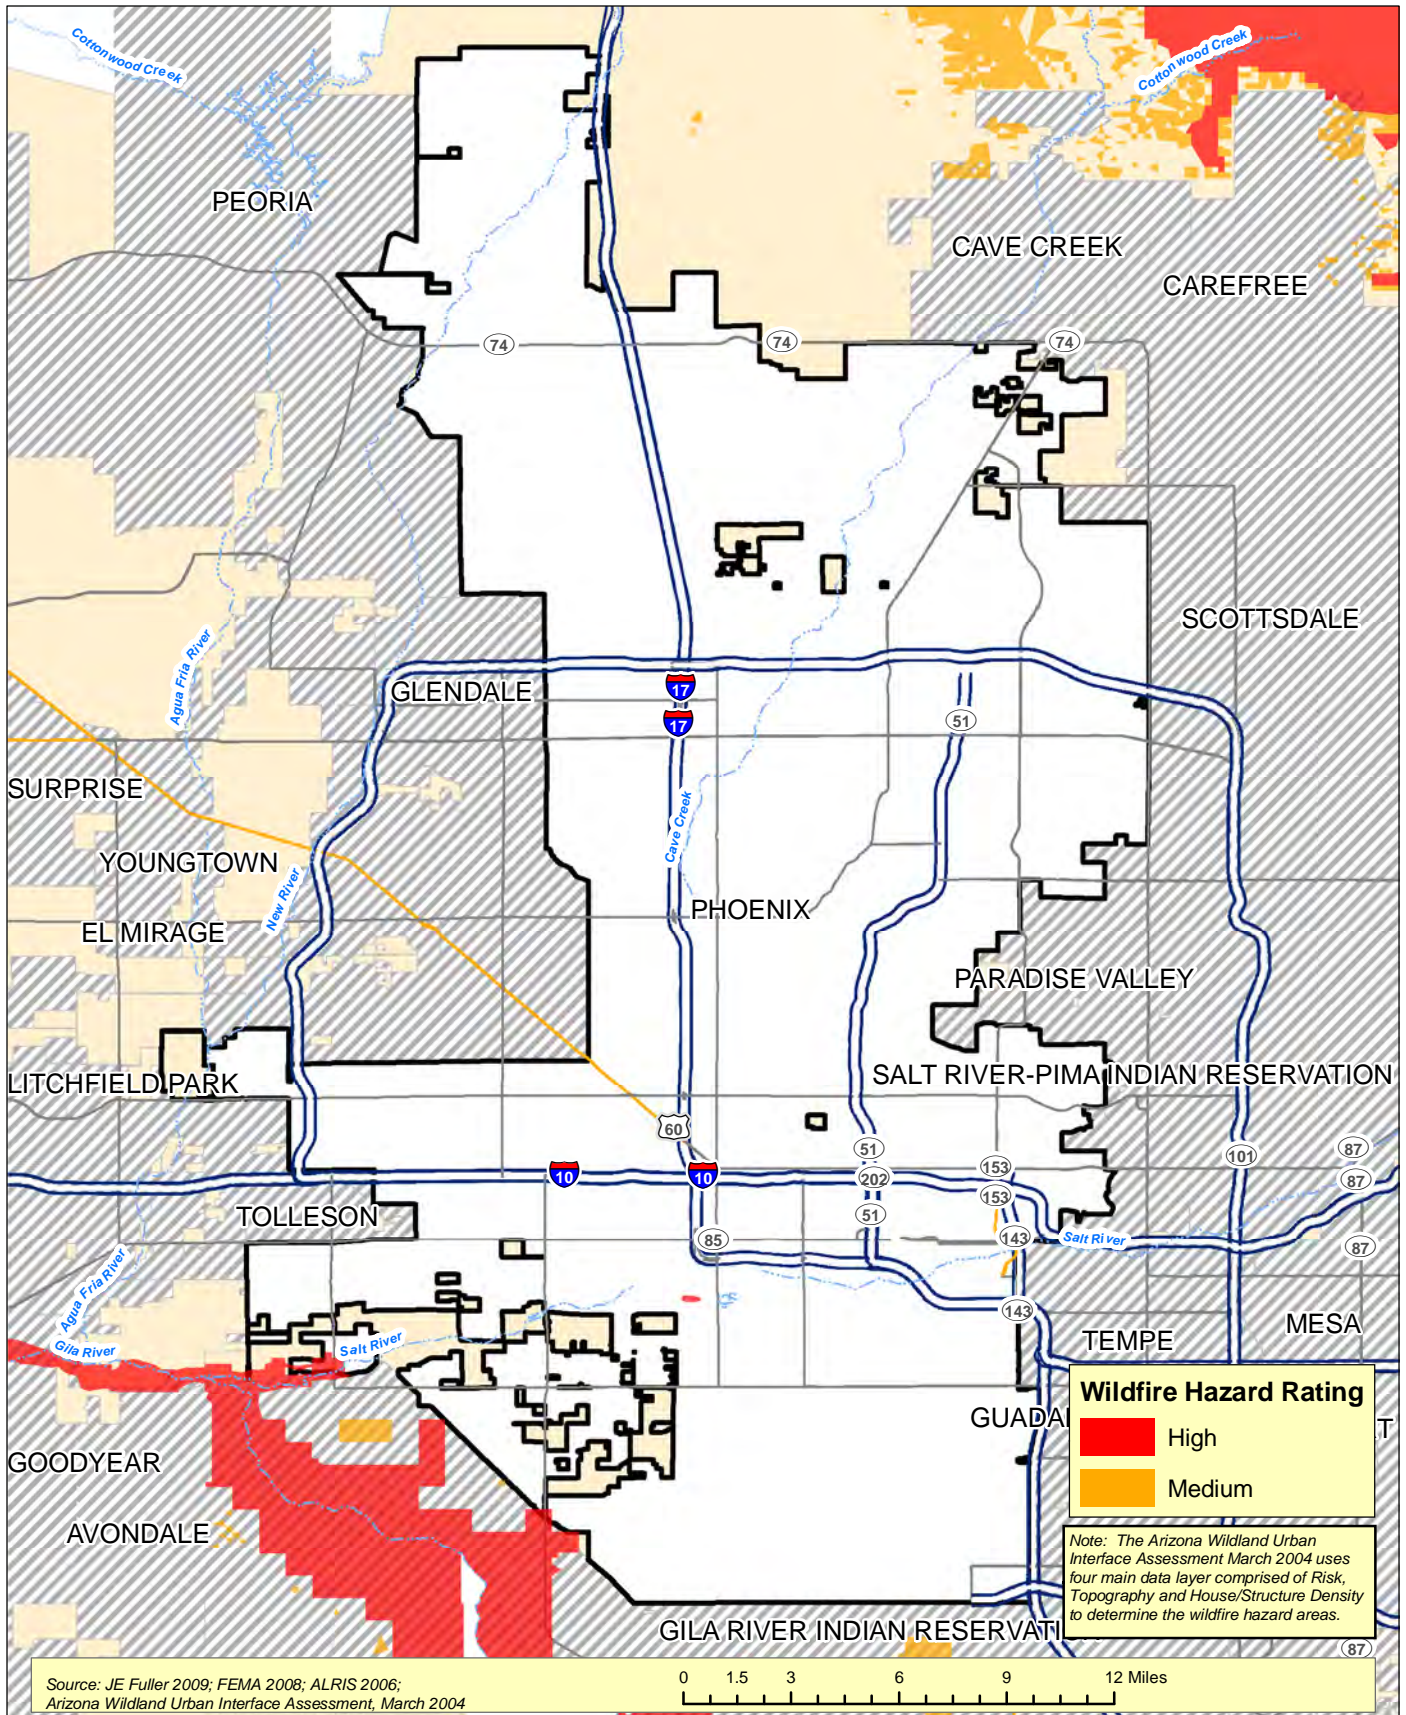 Cottonwood Creek
Cottonwood Creek
PEORIA
CAVE CREEK
CAREFREE
74
74
74
SCOTTSDALE
Agua Fria River
GLENDALE
17
17
51
SURPRISE
Cave Creek
YOUNGTOWN
New River
PHOENIX
EL MIRAGE
PARADISE VALLEY
LITCHFIELD PARK
SALT RIVER-PIMA INDIAN RESERVATION
60
51
153
87
101
10
10
202
87
153
TOLLESON
51
85
143
Salt River
87
Agua Fria River
143
Gila River
Salt River
TEMPE
MESA
Wildfire Hazard Rating
GUADA
T
High
GOODYEAR
Medium
AVONDALE
Note: The Arizona Wildland Urban
Interface Assessment March 2004 uses
four main data layer comprised of Risk,
Topography and House/Structure Density
to determine the wildfire hazard areas.
GILA RIVER INDIAN RESERVATION
87
Source: JE Fuller 2009; FEMA 2008; ALRIS 2006;
Arizona Wildland Urban Interface Assessment, March 2004
0 1.5 3 6 9 12 Miles